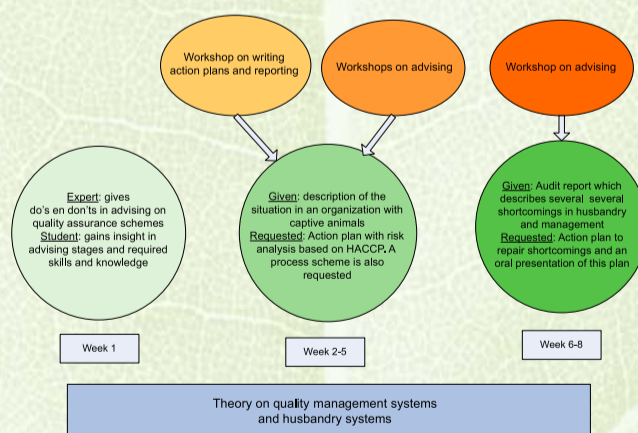 Workshop on writing
action plans and reporting
Workshops on advising
Workshop on advising
Expert: gives
do's en don'ts in advising on
quality assurance schemes
Student: gains insight in
advising stages and required
skills and knowledge
Given: description of the
situation in an organization with
captive animals
Requested: Action plan with risk
analysis based on HACCP. A
process scheme is also
requested
Given: Audit report which
describes several several
shortcomings in husbandry
and management
Requested: Action plan to
repair shortcomings and an
oral presentation of this plan
Week 1
Week 2-5
Week 6-8
Theory on quality management systems
and husbandry systems